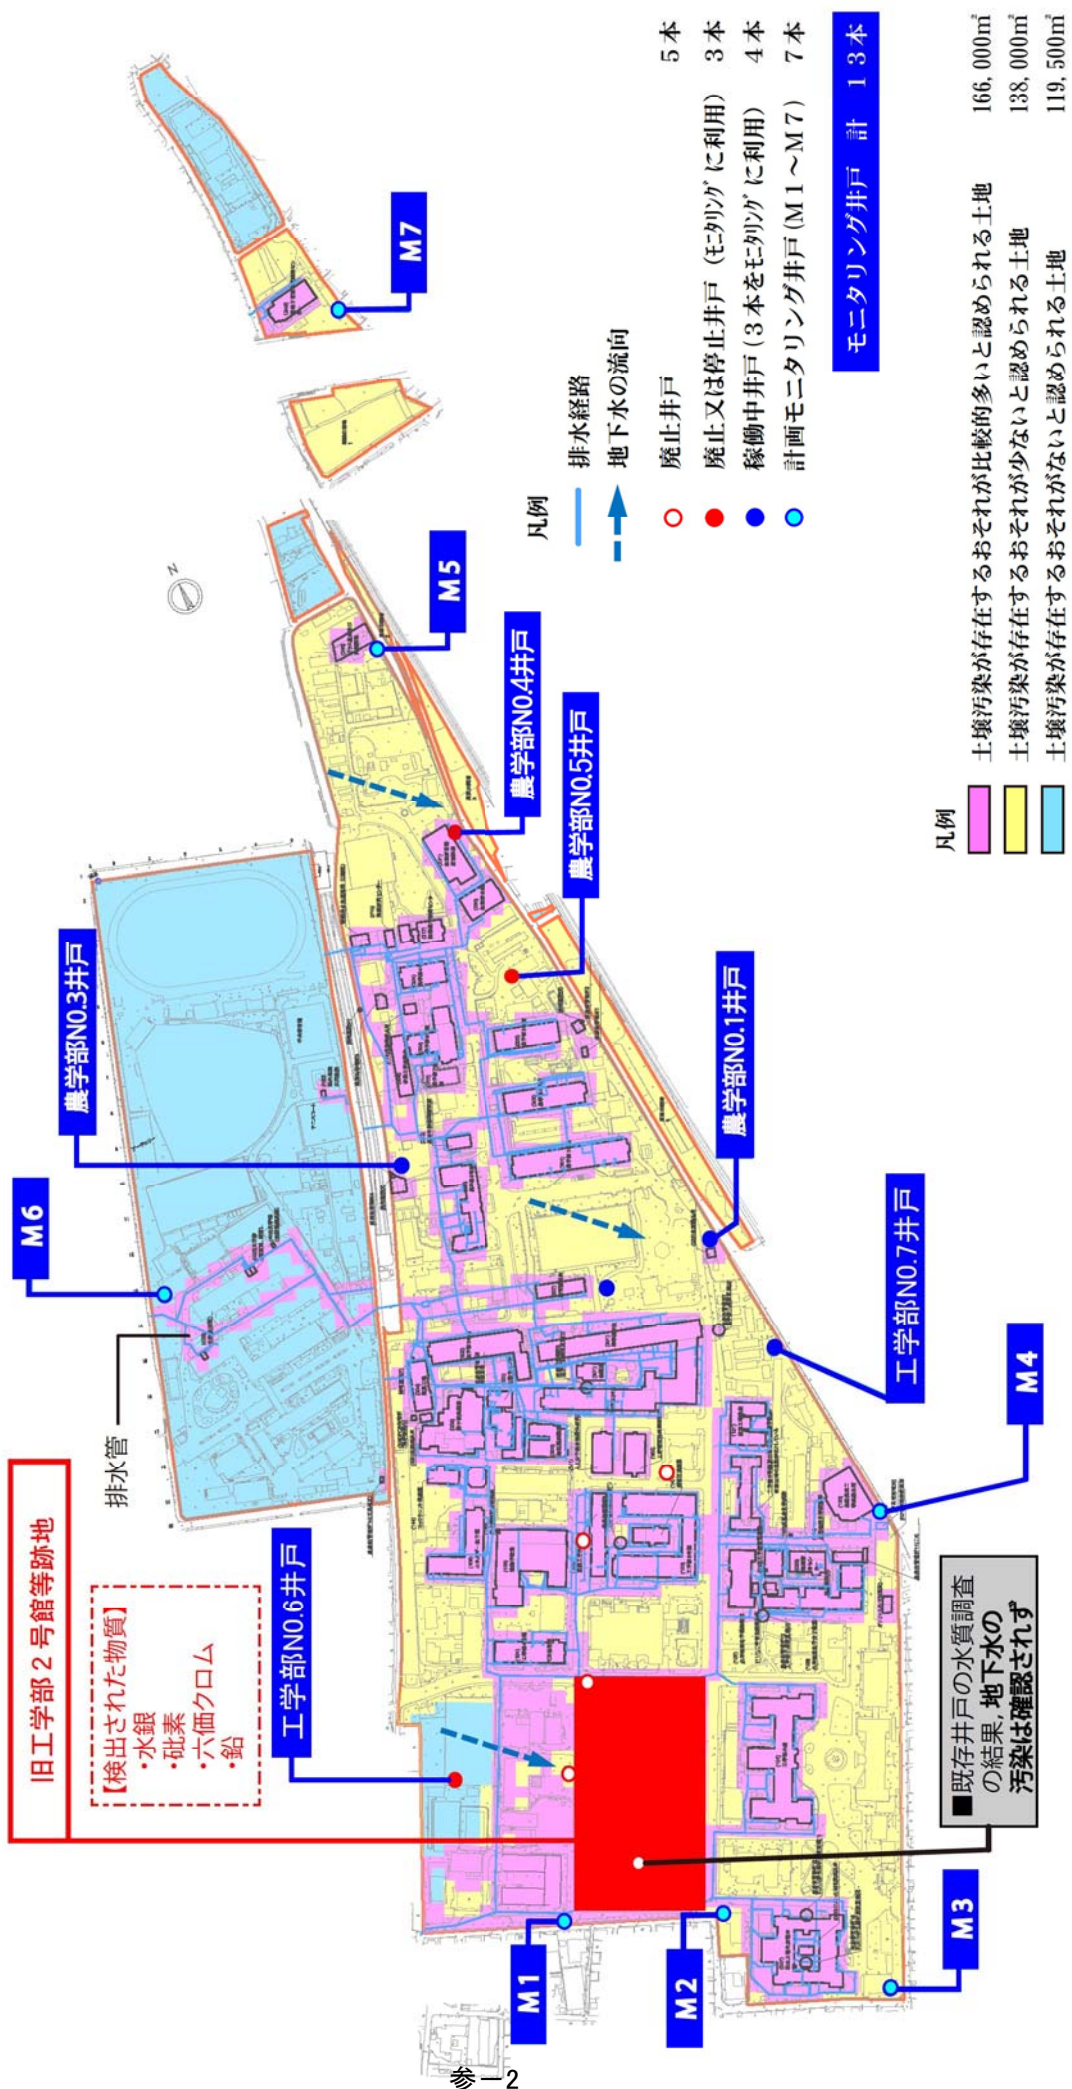 旧工学部２号館等跡地
【検出された物質】
・水銀
・砒素
・六価クロム
・鉛
排水管
M6
農学部NO.3井戸
工学部NO.6井戸
M7
M5
農学部NO.4井戸
農学部NO.5井戸
農学部NO.1井戸
工学部NO.7井戸
M4
M1
M2
M3
■既存井戸の水質調査
の結果，地下水の
汚染は確認されず
N
凡例
排水経路
地下水の流向
廃止井戸 ５本
廃止又は停止井戸（ﾓﾆﾀﾘﾝｸﾞに利用） ３本
稼働中井戸（３本をﾓﾆﾀﾘﾝｸﾞに利用） ４本
計画モニタリング井戸（Ｍ１～Ｍ７） ７本
モニタリング井戸 計 １３本
凡例
土壌汚染が存在するおそれが比較的多いと認められる土地 166,000㎡
土壌汚染が存在するおそれが少ないと認められる土地 138,000㎡
土壌汚染が存在するおそれがないと認められる土地 119,500㎡
参－2